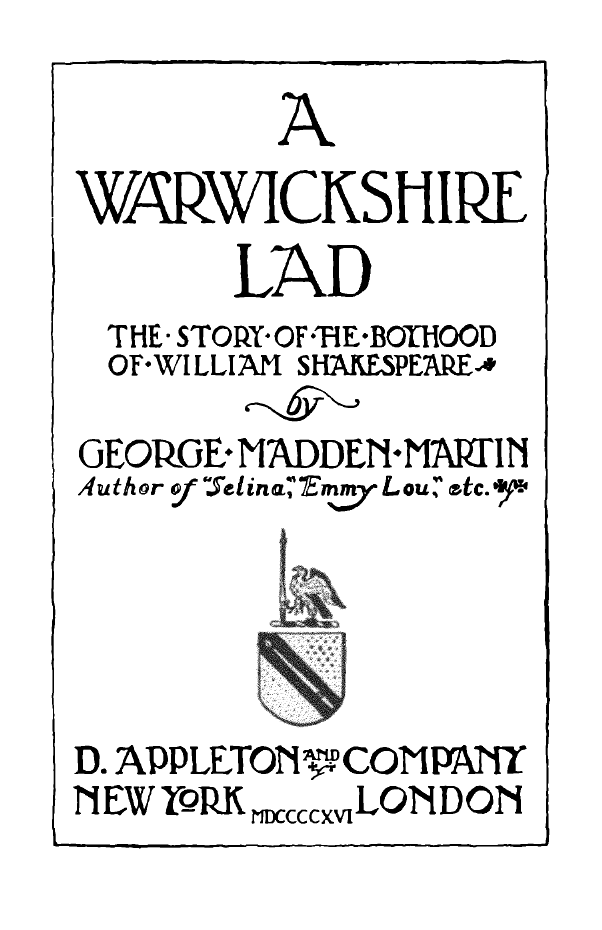 A
WARWICKSHIRE
LAD
THE·STORY·OF·THE·BOYHOOD
OF·WILLIAM SHAKESPEARE
by
GEORGE·MADDEN·MARTIN
Author of "Selina," "Emmy Lou," etc.
D. APPLETON AND COMPANY
NEW YORK MDCCCCXVI LONDON